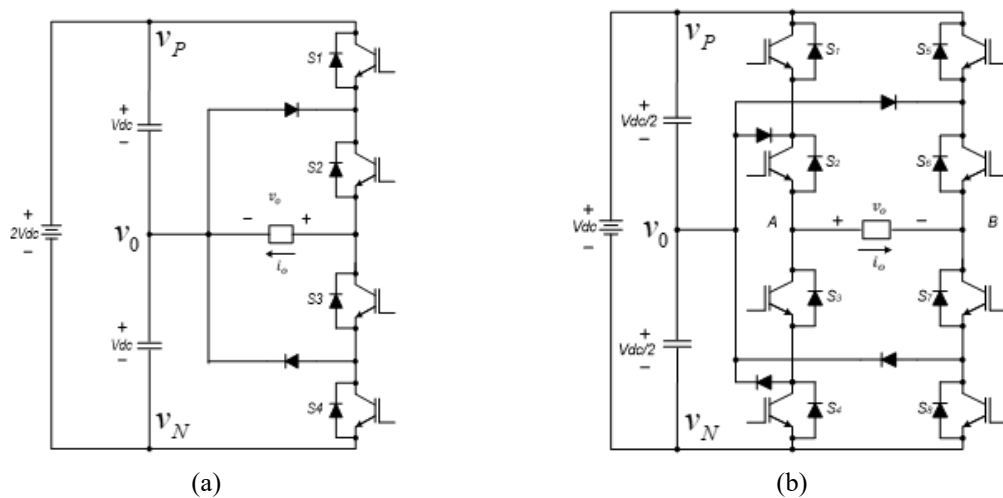 v_P
S1
+
Vdc
−
S2
v_o
− +
+
2Vdc
−
v_0
i_o
S3
+
Vdc
−
v_N
S4
(a)
v_P
S1
S5
+
Vdc/2
−
S2
S6
+
Vdc
−
v_0
A
v_o
+ −
B
i_o
S3
S7
+
Vdc/2
−
v_N
S4
S8
(b)